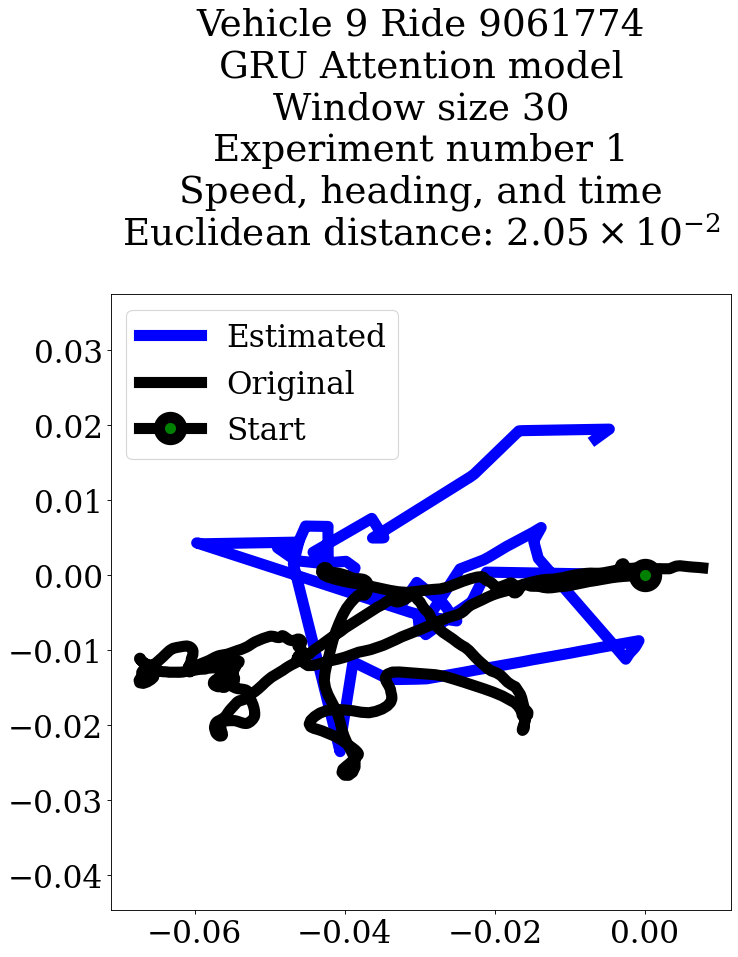 Vehicle 9 Ride 9061774
GRU Attention model
Window size 30
Experiment number 1
Speed, heading, and time
Euclidean distance: 2.05 × 10⁻²
Estimated
Original
Start
0.03
0.02
0.01
0.00
−0.01
−0.02
−0.03
−0.04
−0.06 −0.04 −0.02 0.00